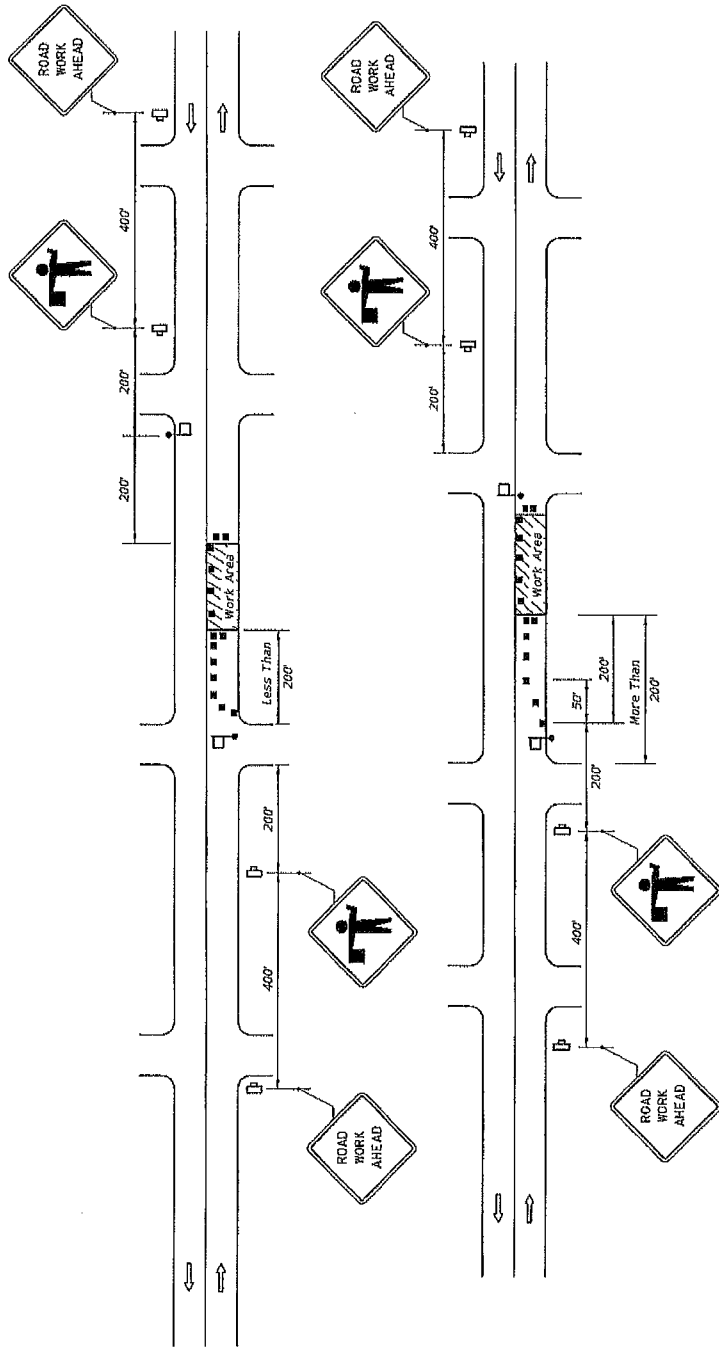 ROAD
WORK
AHEAD
400'
200'
200'
Work Area
Less Than
200'
200'
400'
ROAD
WORK
AHEAD
ROAD
WORK
AHEAD
400'
200'
Work Area
200'
More Than
200'
50'
200'
400'
ROAD
WORK
AHEAD